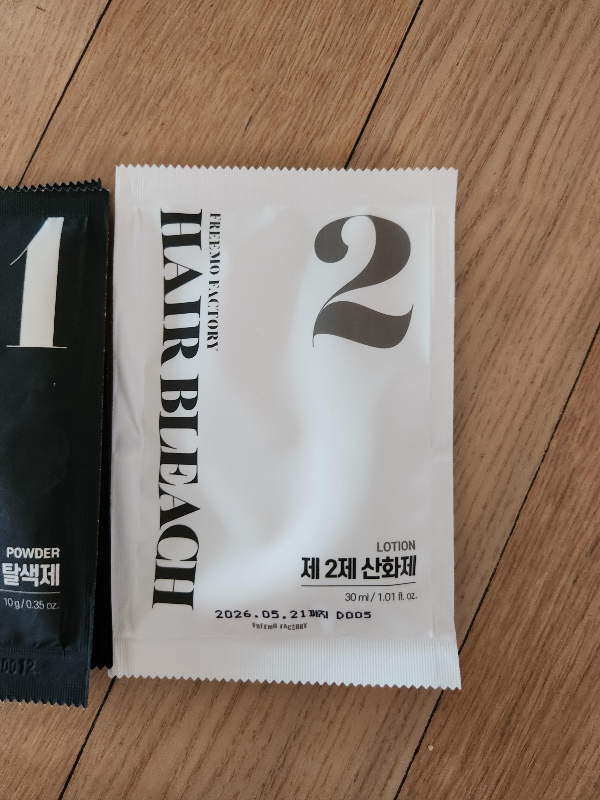 1
POWDER
탈색제
10g/0.35 oz.
FREEMO FACTORY
HAIR BLEACH
2
LOTION
제 2제 산화제
30 ml / 1.01 fl. oz.
2026.05.21까지 D005
FREEMO FACTORY